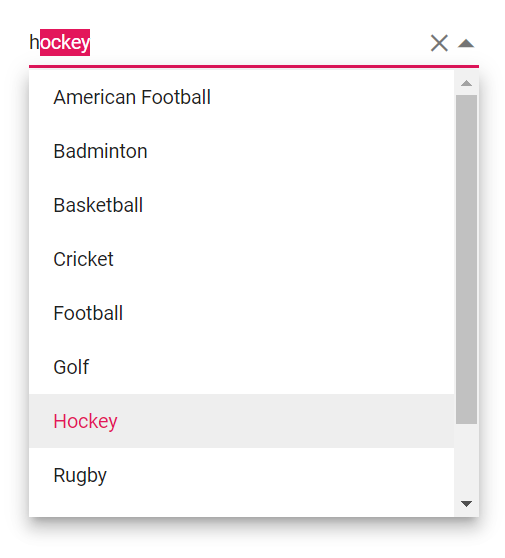 hockey
American Football
Badminton
Basketball
Cricket
Football
Golf
Hockey
Rugby